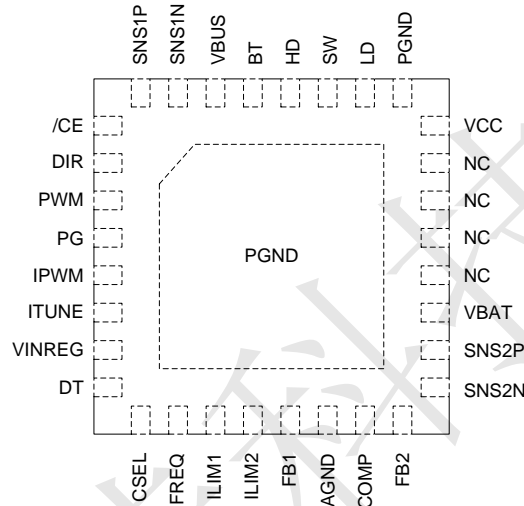 SNS1P
SNS1N
VBUS
BT
HD
SW
LD
PGND
/CE
DIR
PWM
PG
IPWM
ITUNE
VINREG
DT
PGND
VCC
NC
NC
NC
NC
VBAT
SNS2P
SNS2N
CSEL
FREQ
ILIM1
ILIM2
FB1
AGND
COMP
FB2